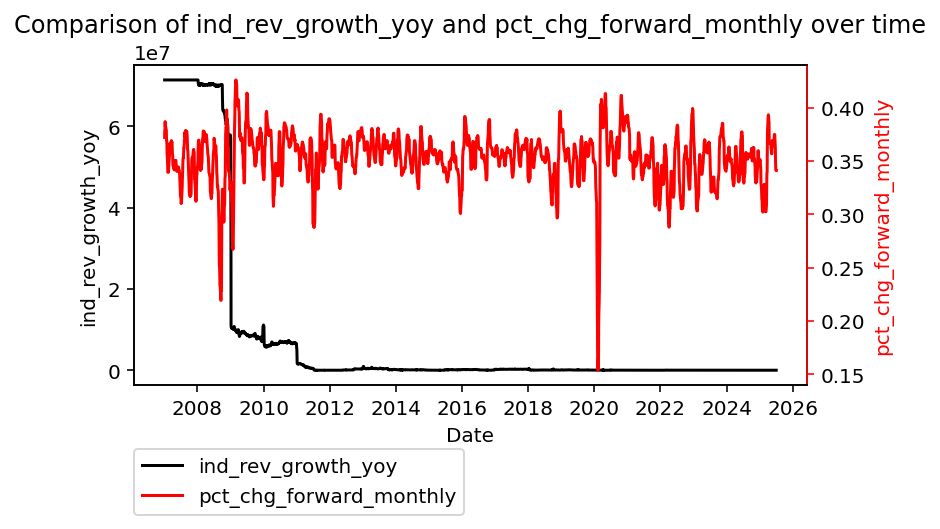 Comparison of ind_rev_growth_yoy and pct_chg_forward_monthly over time
1e7
6
4
2
0
ind_rev_growth_yoy
0.40
0.35
0.30
0.25
0.20
0.15
pct_chg_forward_monthly
2008 2010 2012 2014 2016 2018 2020 2022 2024 2026
Date
ind_rev_growth_yoy
pct_chg_forward_monthly